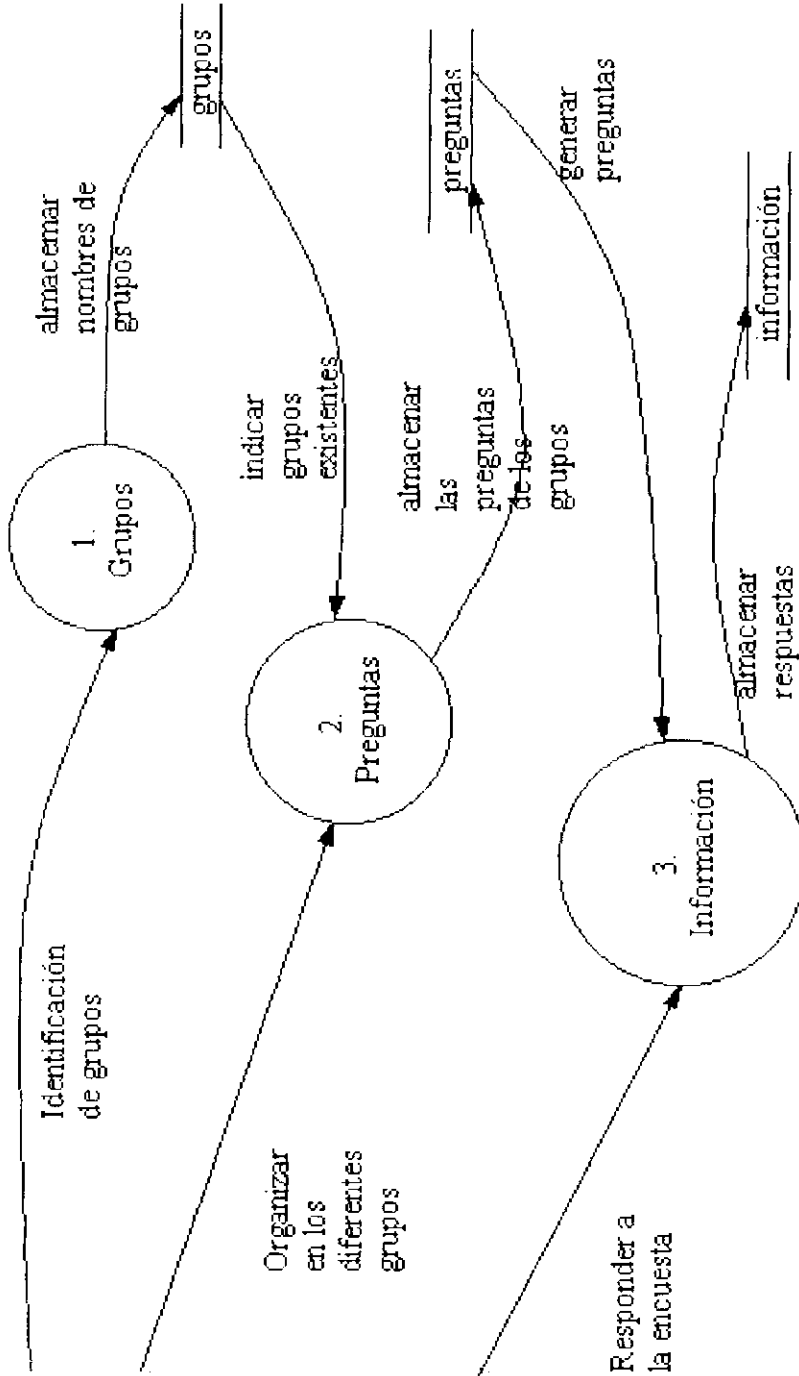 Identificación
de grupos
1.
Grupos
almacemar
nombres de
grupos
grupos
Organizar
en los
diferentes
grupos
2.
Preguntas
indicar
grupos
existentes
almacenar
las
preguntas
de los
grupos
preguntas
generar
preguntas
Responder a
la encuesta
3.
Información
almacenar
respuestas
información